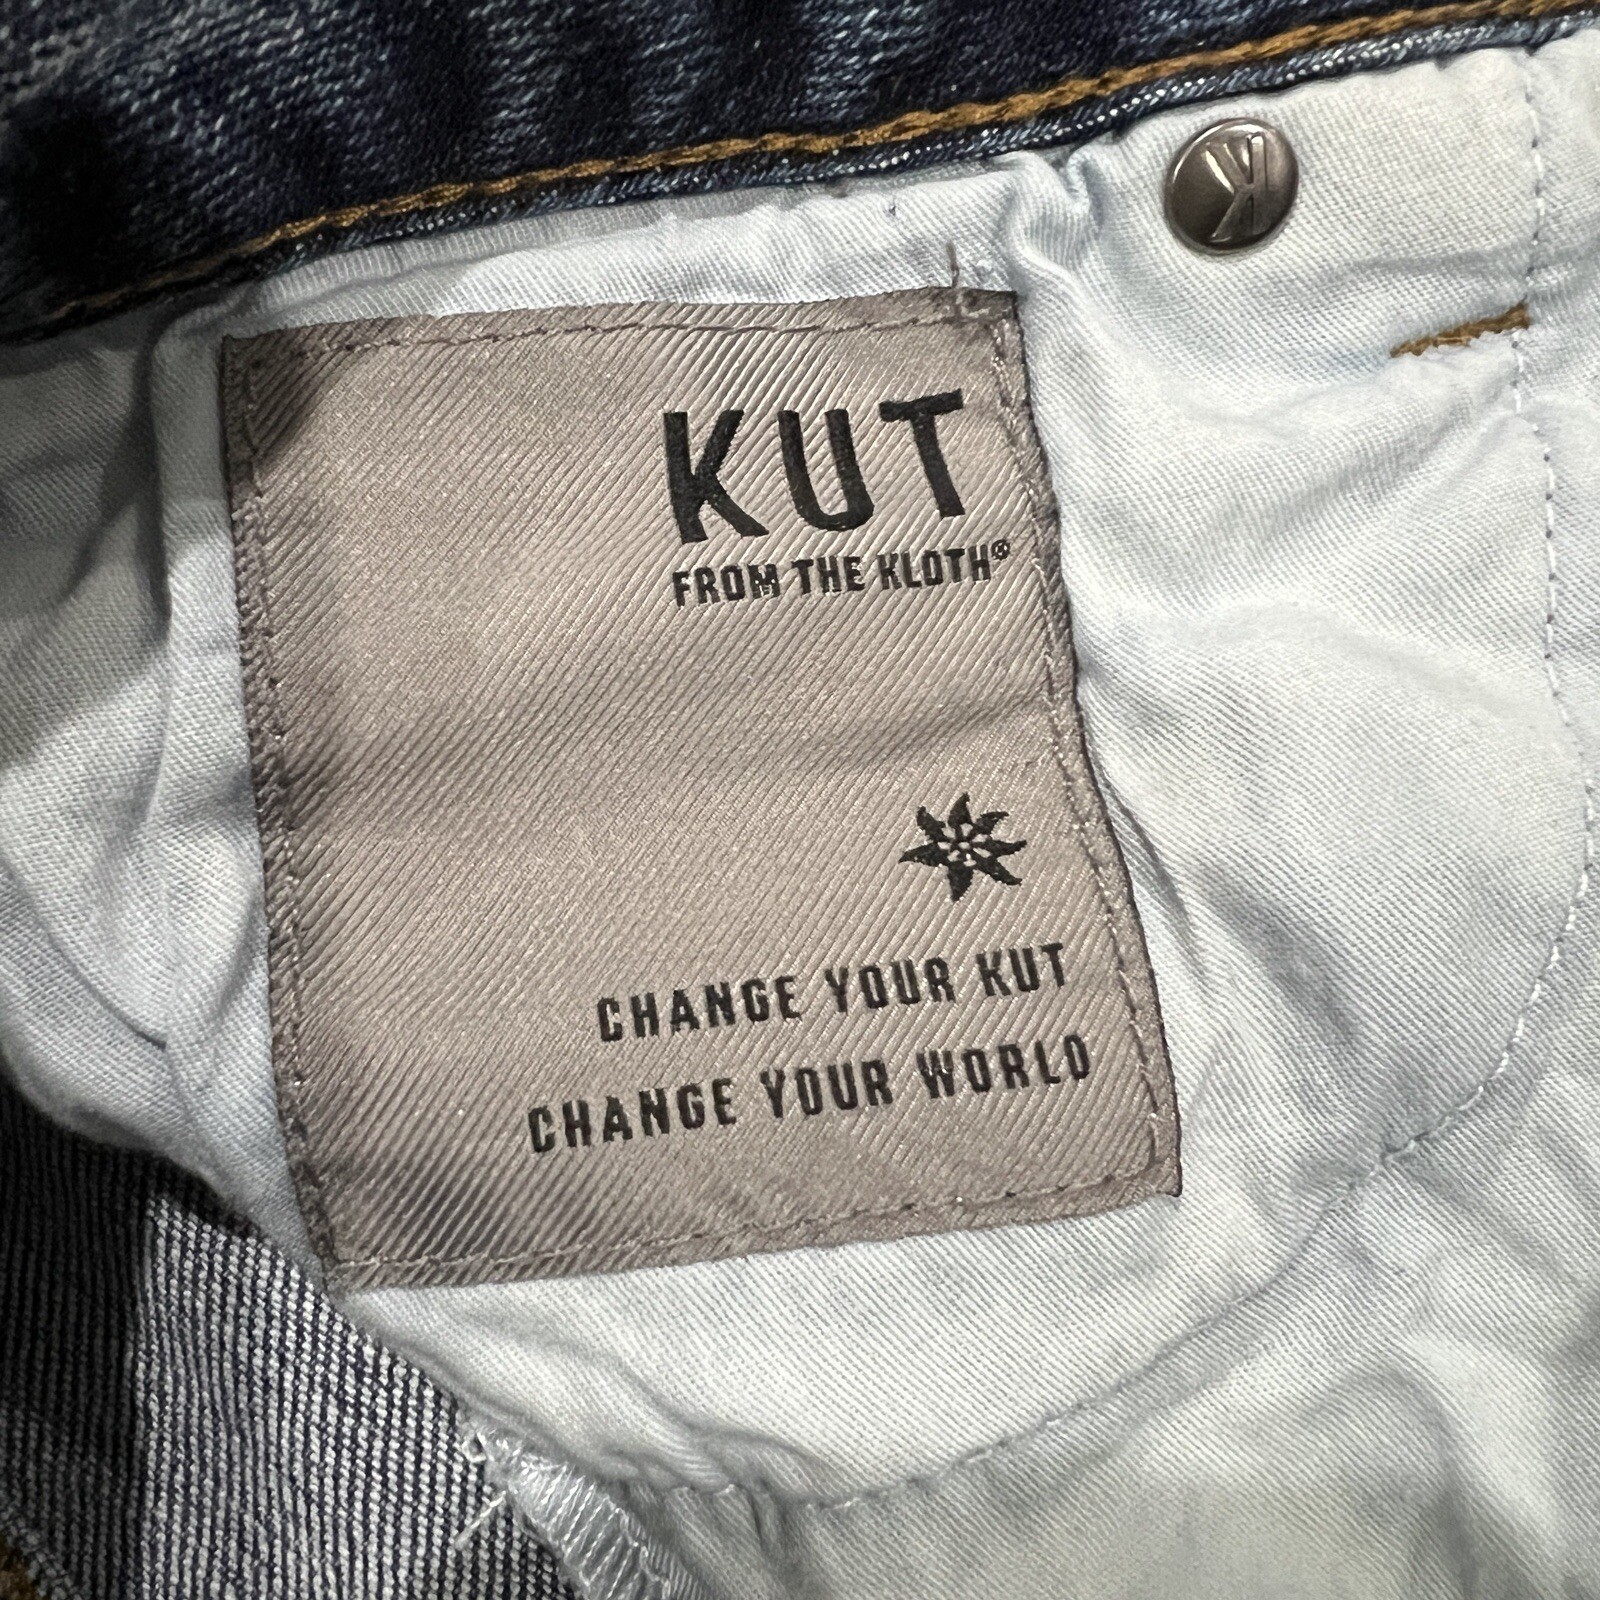 K
KUT
FROM THE KLOTH®
CHANGE YOUR KUT
CHANGE YOUR WORLD